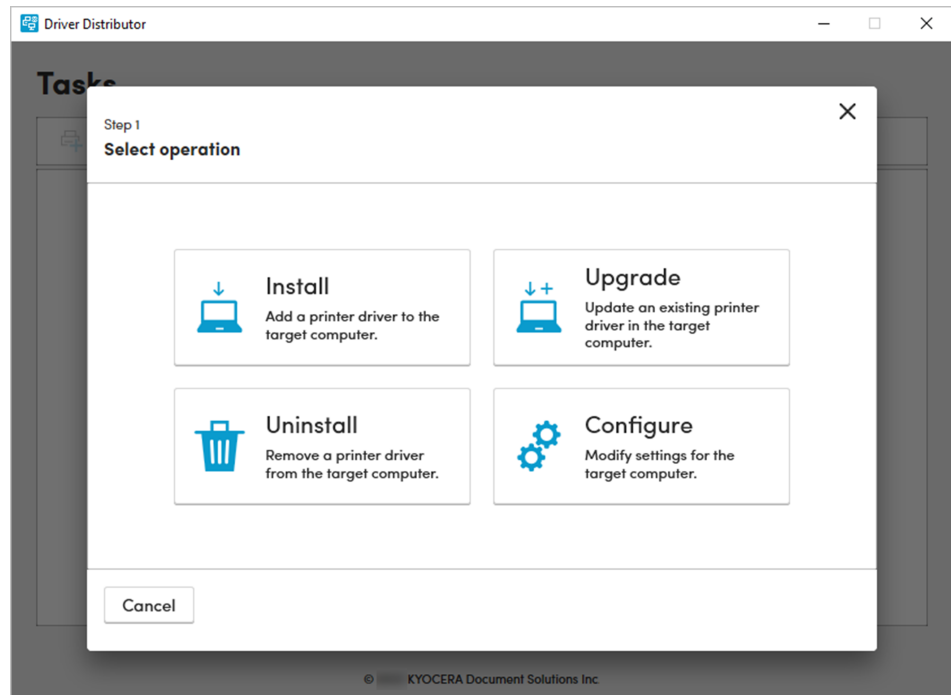 Driver Distributor
Tasks
Step 1
Select operation
Install
Add a printer driver to the
target computer.
Upgrade
Update an existing printer
driver in the target
computer.
Uninstall
Remove a printer driver
from the target computer.
Configure
Modify settings for the
target computer.
Cancel
© KYOCERA Document Solutions Inc